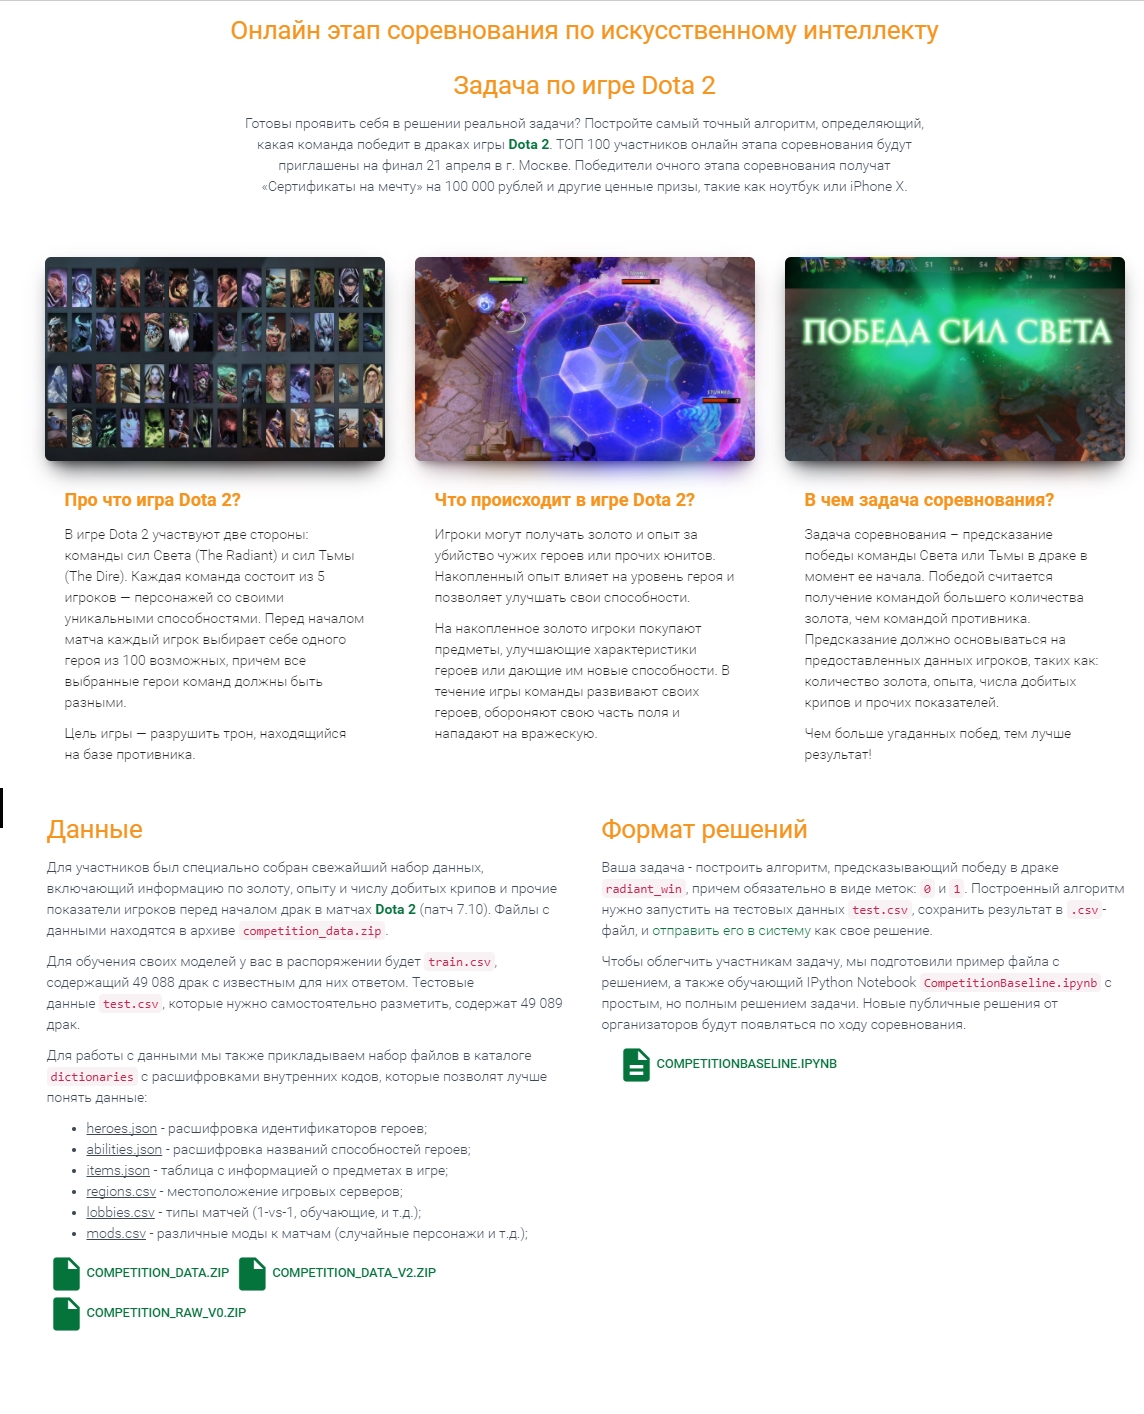 Онлайн этап соревнования по искусственному интеллекту
Задача по игре Dota 2
Готовы проявить себя в решении реальной задачи? Постройте самый точный алгоритм, определяющий,
какая команда победит в драках игры Dota 2. ТОП 100 участников онлайн этапа соревнования будут
приглашены на финал 21 апреля в г. Москве. Победители очного этапа соревнования получат
«Сертификаты на мечту» на 100 000 рублей и другие ценные призы, такие как ноутбук или iPhone X.
STUNNED
51 54
ПОБЕДА СИЛ СВЕТА
Про что игра Dota 2?
В игре Dota 2 участвуют две стороны:
команды сил Света (The Radiant) и сил Тьмы
(The Dire). Каждая команда состоит из 5
игроков — персонажей со своими
уникальными способностями. Перед началом
матча каждый игрок выбирает себе одного
героя из 100 возможных, причем все
выбранные герои команд должны быть
разными.
Цель игры — разрушить трон, находящийся
на базе противника.
Что происходит в игре Dota 2?
Игроки могут получать золото и опыт за
убийство чужих героев или прочих юнитов.
Накопленный опыт влияет на уровень героя и
позволяет улучшать свои способности.
На накопленное золото игроки покупают
предметы, улучшающие характеристики
героев или дающие им новые способности. В
течение игры команды развивают своих
героев, обороняют свою часть поля и
нападают на вражескую.
В чем задача соревнования?
Задача соревнования – предсказание
победы команды Света или Тьмы в драке в
момент ее начала. Победой считается
получение командой большего количества
золота, чем командой противника.
Предсказание должно основываться на
предоставленных данных игроков, таких как:
количество золота, опыта, числа добитых
крипов и прочих показателей.
Чем больше угаданных побед, тем лучше
результат!
Данные
Для участников был специально собран свежайший набор данных,
включающий информацию по золоту, опыту и числу добитых крипов и прочие
показатели игроков перед началом драк в матчах Dota 2 (патч 7.10). Файлы с
данными находятся в архиве competition_data.zip.
Для обучения своих моделей у вас в распоряжении будет train.csv,
содержащий 49 088 драк с известным для них ответом. Тестовые
данные test.csv, которые нужно самостоятельно разметить, содержат 49 089
драк.
Для работы с данными мы также прикладываем набор файлов в каталоге
dictionaries с расшифровками внутренних кодов, которые позволят лучше
понять данные:
• heroes.json - расшифровка идентификаторов героев;
• abilities.json - расшифровка названий способностей героев;
• items.json - таблица с информацией о предметах в игре;
• regions.csv - местоположение игровых серверов;
• lobbies.csv - типы матчей (1-vs-1, обучающие, и т.д.);
• mods.csv - различные моды к матчам (случайные персонажи и т.д.);
COMPETITION_DATA.ZIP COMPETITION_DATA_V2.ZIP
COMPETITION_RAW_V0.ZIP
Формат решений
Ваша задача - построить алгоритм, предсказывающий победу в драке
radiant_win, причем обязательно в виде меток: 0 и 1. Построенный алгоритм
нужно запустить на тестовых данных test.csv, сохранить результат в .csv-
файл, и отправить его в систему как свое решение.
Чтобы облегчить участникам задачу, мы подготовили пример файла с
решением, а также обучающий IPython Notebook CompetitionBaseline.ipynb с
простым, но полным решением задачи. Новые публичные решения от
организаторов будут появляться по ходу соревнования.
COMPETITIONBASELINE.IPYNB